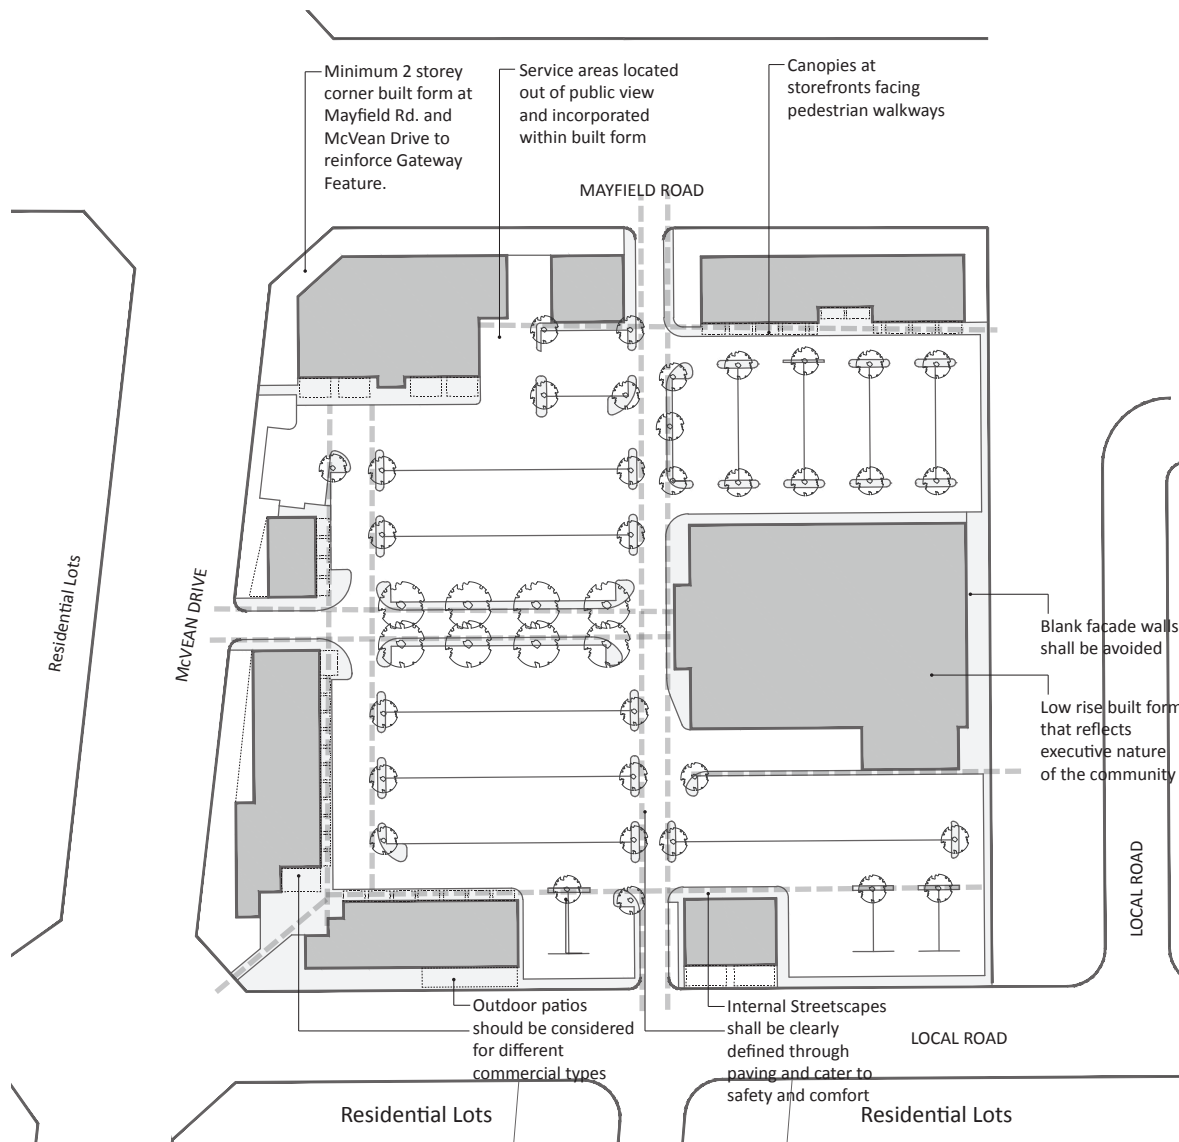 Minimum 2 storey
corner built form at
Mayfield Rd. and
McVean Drive to
reinforce Gateway
Feature.
Service areas located
out of public view
and incorporated
within built form
Canopies at
storefronts facing
pedestrian walkways
MAYFIELD ROAD
Residential Lots
McVEAN DRIVE
Blank facade walls
shall be avoided
Low rise built form
that reflects
executive nature
of the community
LOCAL ROAD
Outdoor patios
should be considered
for different
commercial types
Internal Streetscapes
shall be clearly
defined through
paving and cater to
safety and comfort
LOCAL ROAD
Residential Lots
Residential Lots